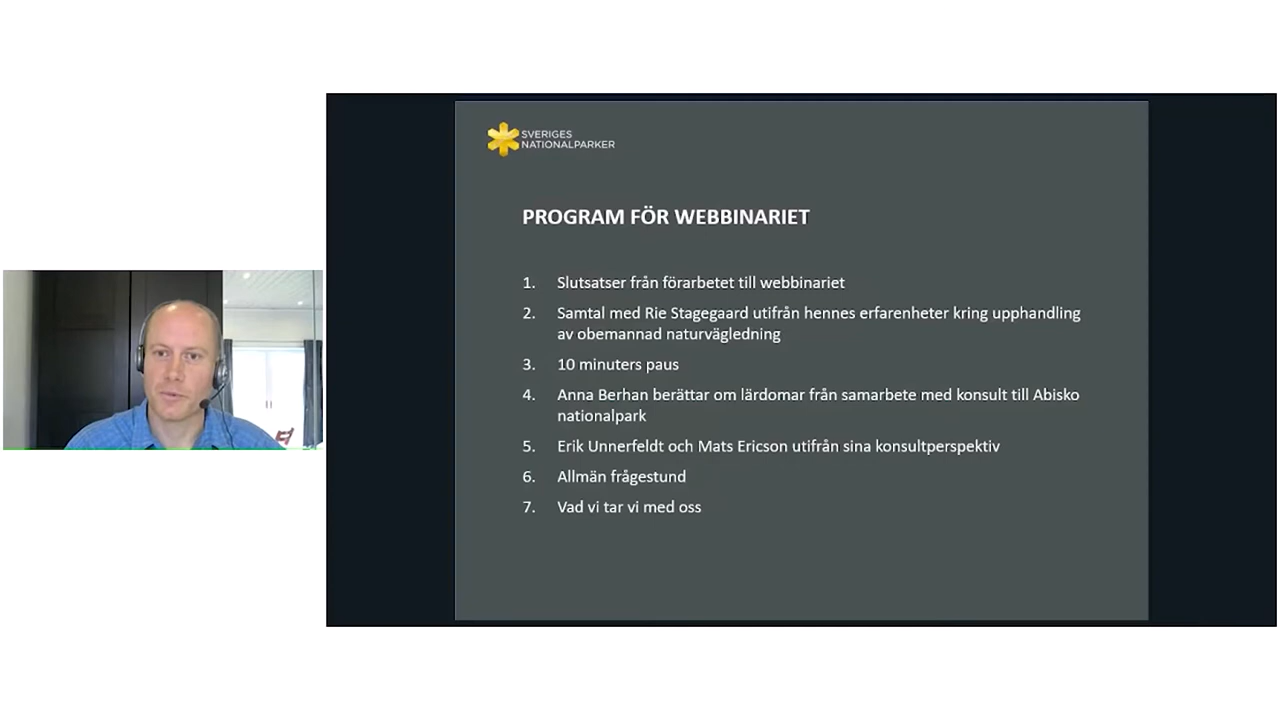 SVERIGES
NATIONALPARKER
PROGRAM FÖR WEBBINARIET
1. Slutsatser från förarbetet till webbinariet
2. Samtal med Rie Stagegaard utifrån hennes erfarenheter kring upphandling
av obemannad naturvägledning
3. 10 minuters paus
4. Anna Berhan berättar om lärdomar från samarbete med konsult till Abisko
nationalpark
5. Erik Unnerfeldt och Mats Ericson utifrån sina konsultperspektiv
6. Allmän frågestund
7. Vad vi tar vi med oss